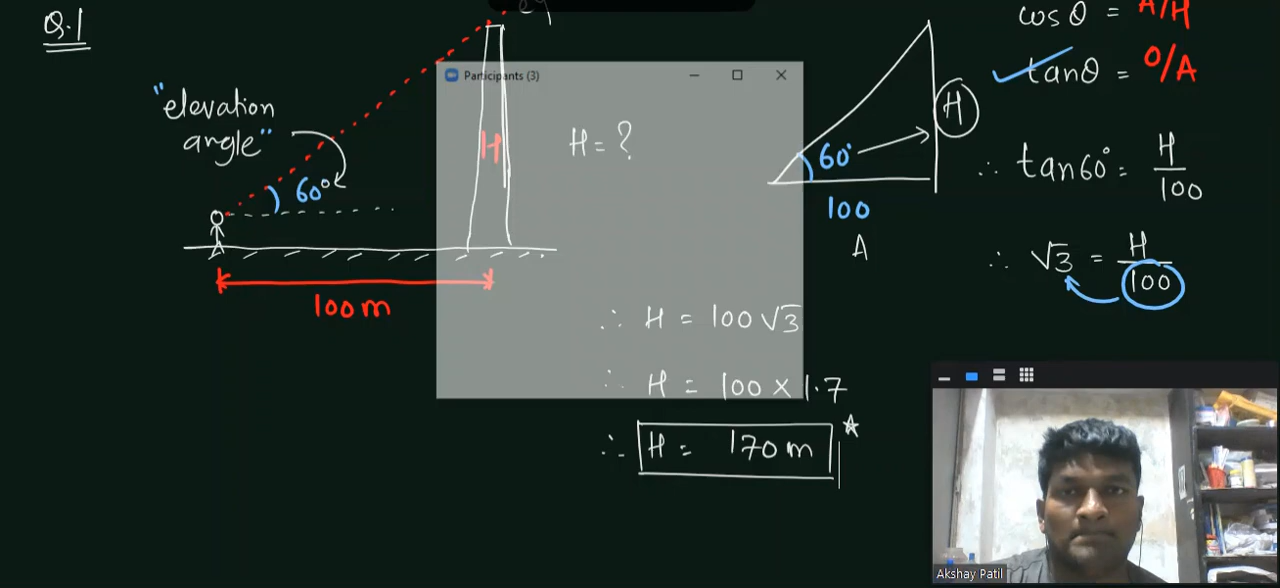 Q.1
"elevation
angle"
60°
100 m
H
Participants (3)
H = ?
60°
H
100
A
cos θ = A/H
tan θ = O/A
∴ tan 60° = H/100
∴ √3 = H/100
∴ H = 100 √3
∴ H = 100 × 1.7
∴ H = 170 m
Akshay Patil